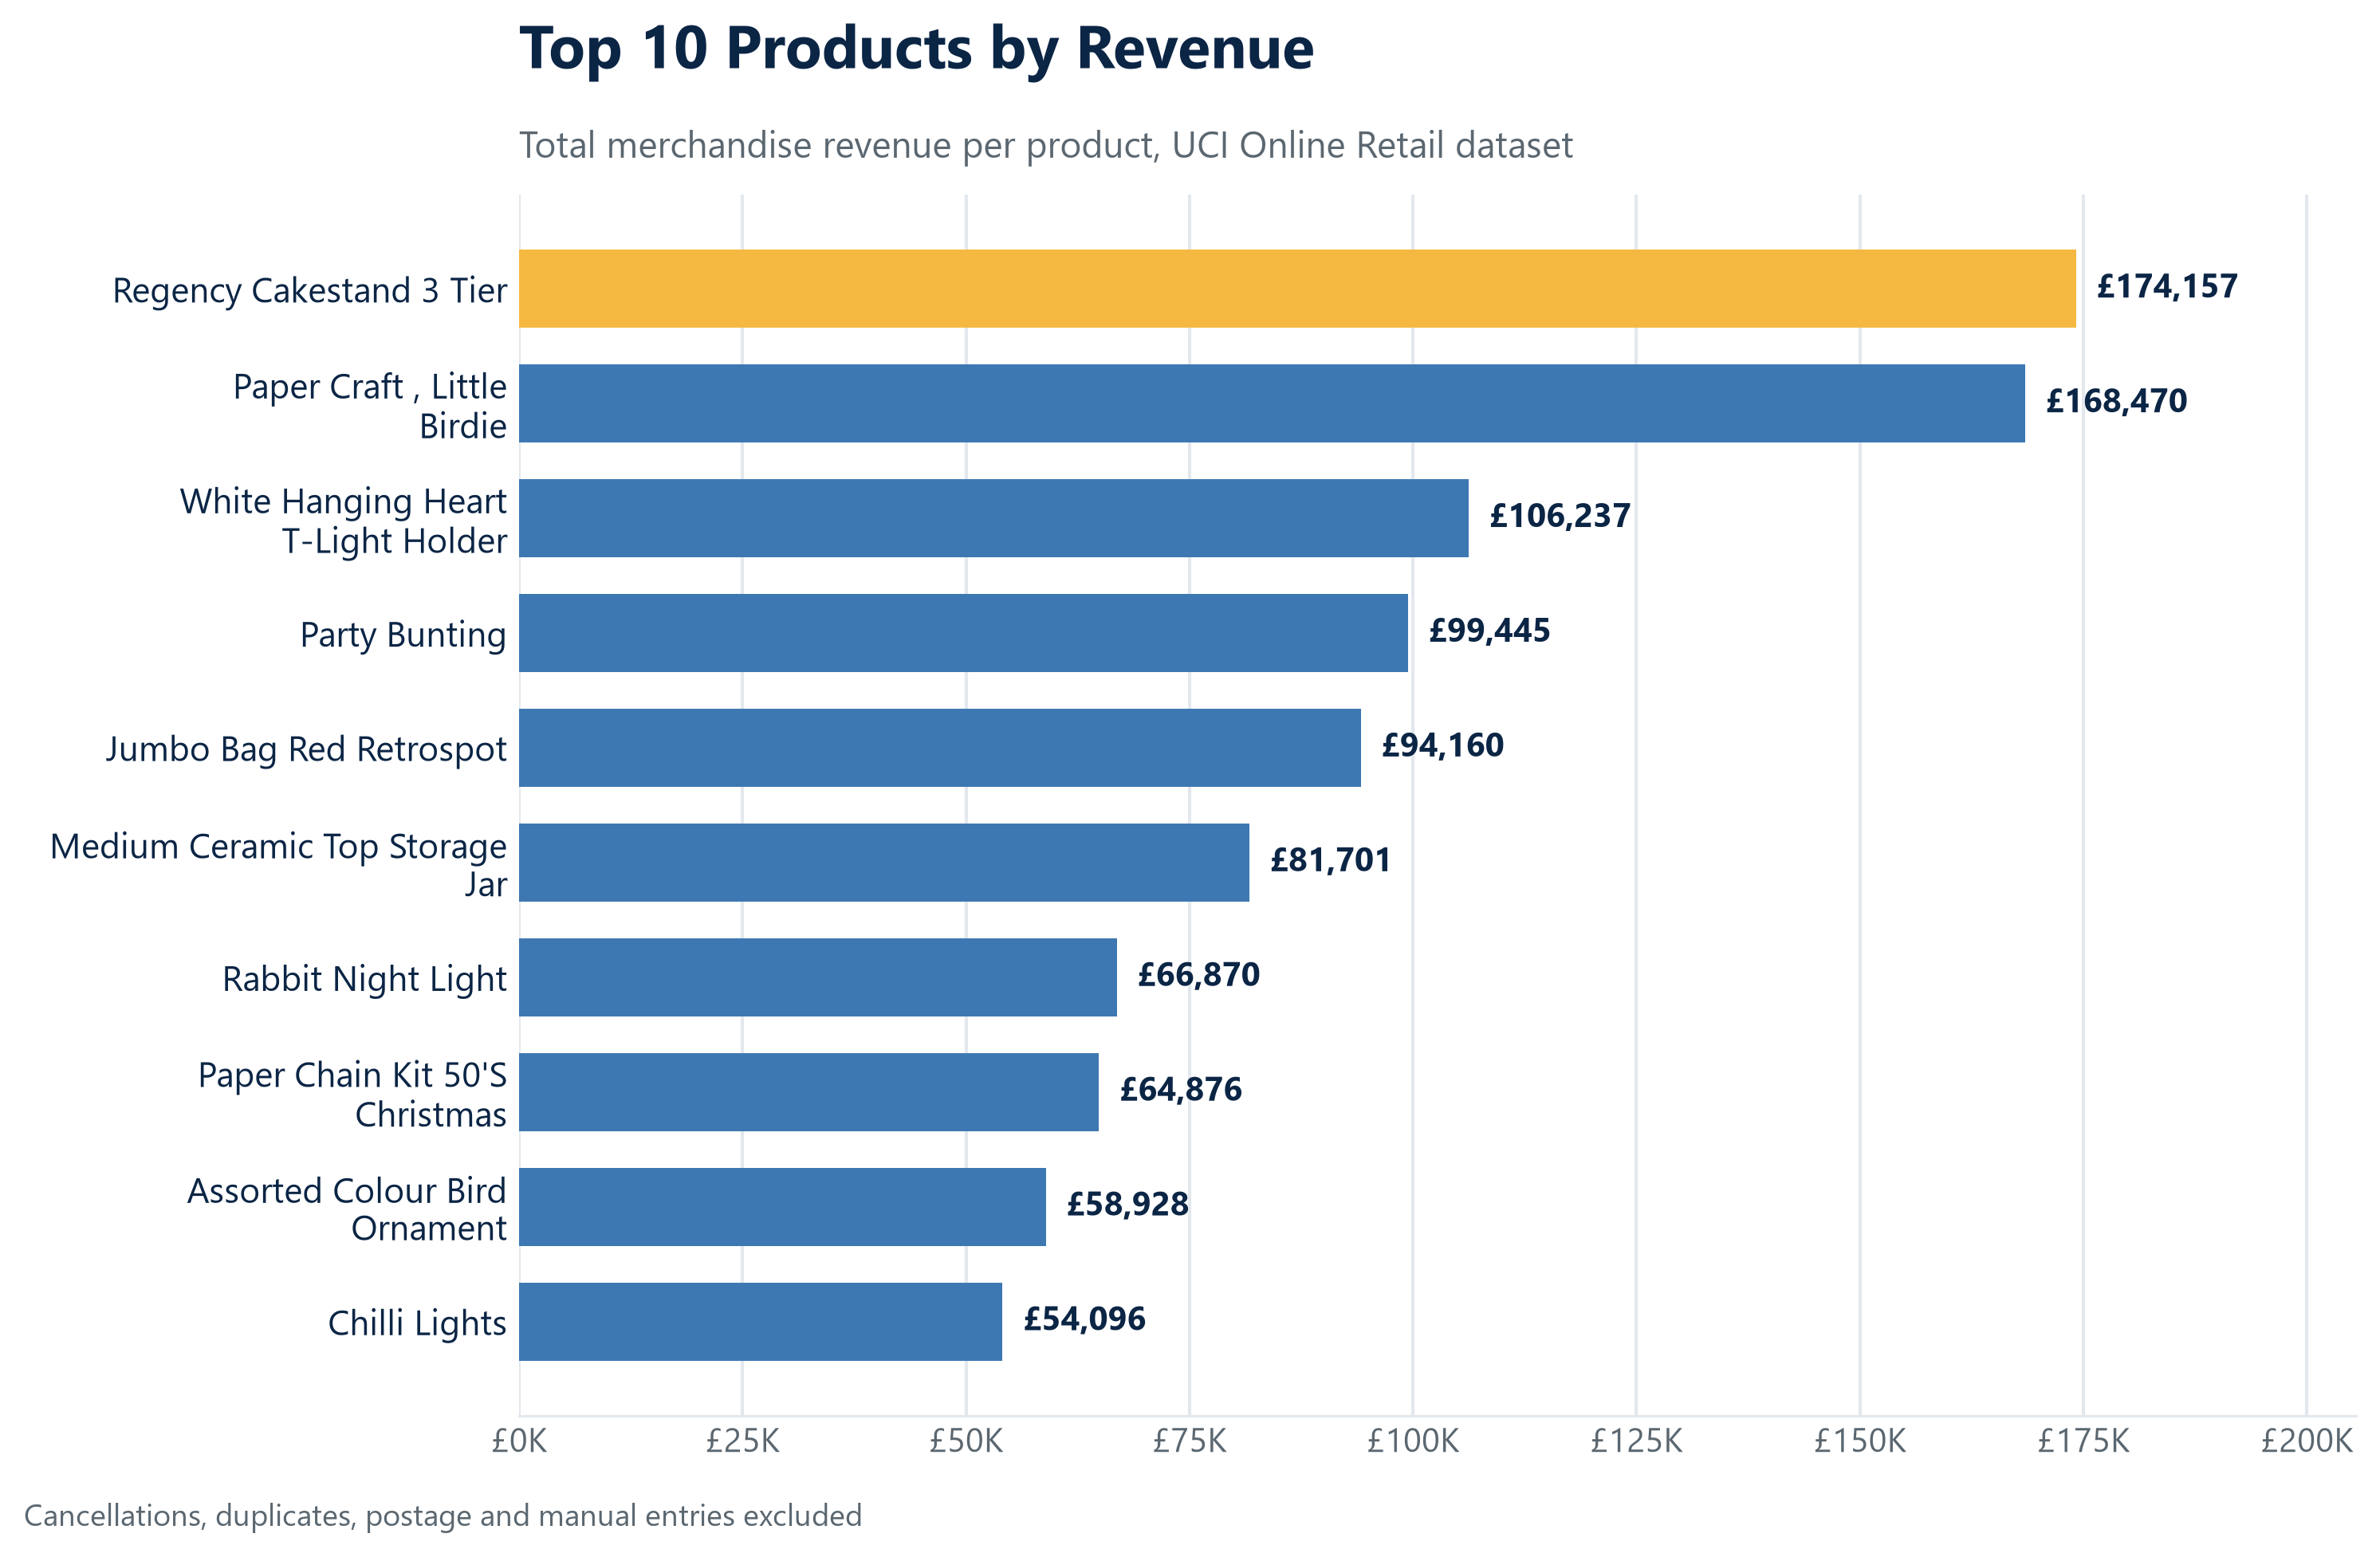 Top 10 Products by Revenue
Total merchandise revenue per product, UCI Online Retail dataset
Regency Cakestand 3 Tier
£174,157
Paper Craft , Little
Birdie
£168,470
White Hanging Heart
T-Light Holder
£106,237
Party Bunting
£99,445
Jumbo Bag Red Retrospot
£94,160
Medium Ceramic Top Storage
Jar
£81,701
Rabbit Night Light
£66,870
Paper Chain Kit 50'S
Christmas
£64,876
Assorted Colour Bird
Ornament
£58,928
Chilli Lights
£54,096
£0K £25K £50K £75K £100K £125K £150K £175K £200K
Cancellations, duplicates, postage and manual entries excluded